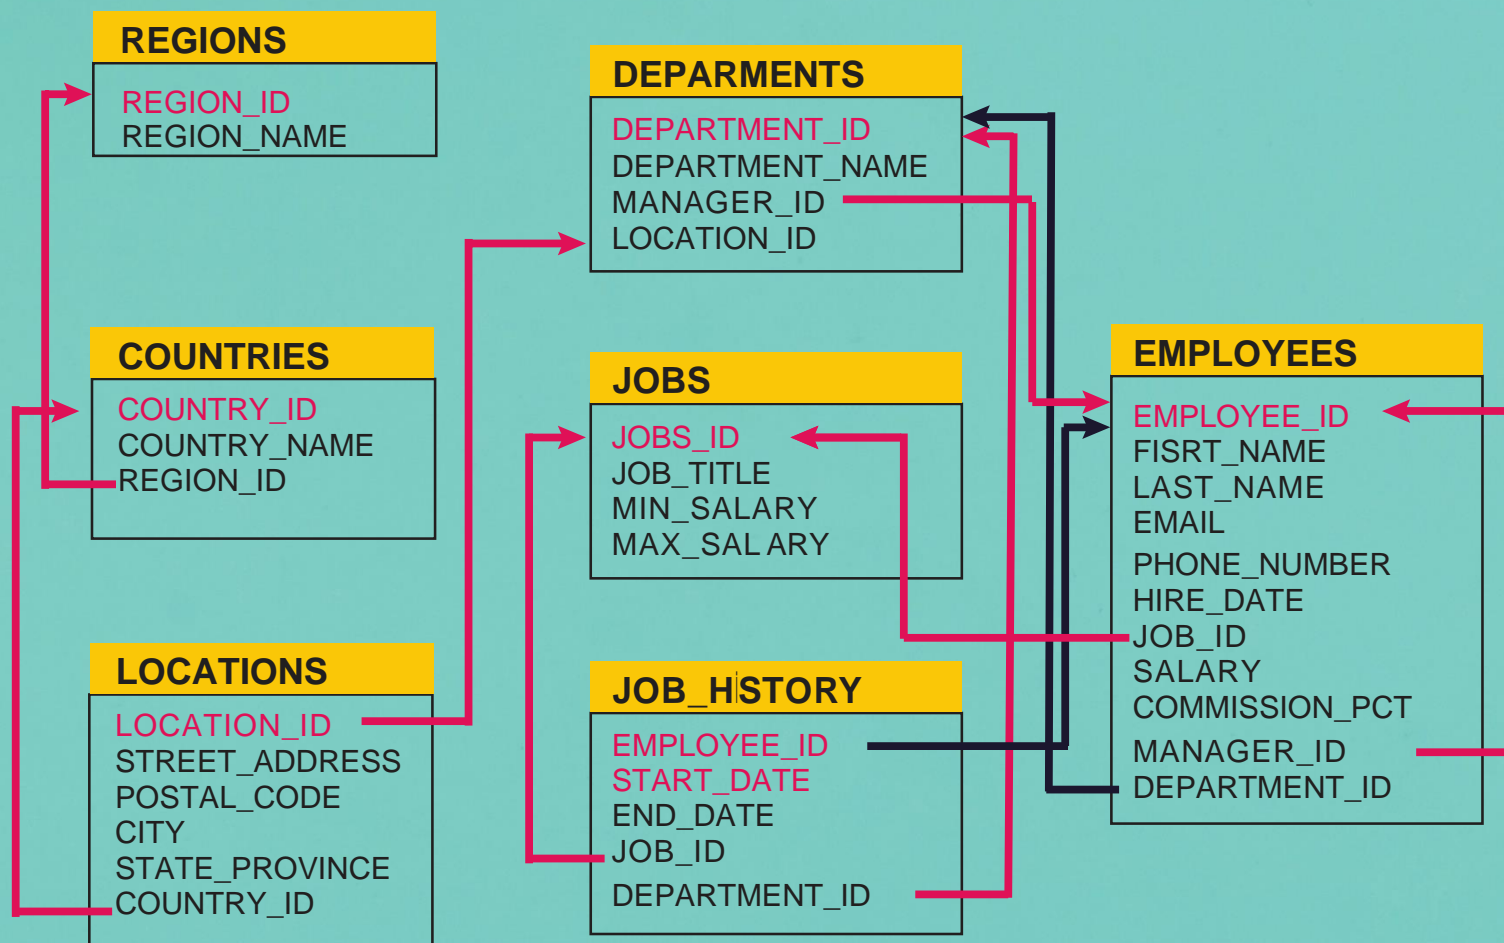 REGIONS
REGION_ID
REGION_NAME
COUNTRIES
COUNTRY_ID
COUNTRY_NAME
REGION_ID
LOCATIONS
LOCATION_ID
STREET_ADDRESS
POSTAL_CODE
CITY
STATE_PROVINCE
COUNTRY_ID
DEPARMENTS
DEPARTMENT_ID
DEPARTMENT_NAME
MANAGER_ID
LOCATION_ID
JOBS
JOBS_ID
JOB_TITLE
MIN_SALARY
MAX_SAL ARY
JOB_HISTORY
EMPLOYEE_ID
START_DATE
END_DATE
JOB_ID
DEPARTMENT_ID
EMPLOYEES
EMPLOYEE_ID
FISRT_NAME
LAST_NAME
EMAIL
PHONE_NUMBER
HIRE_DATE
JOB_ID
SALARY
COMMISSION_PCT
MANAGER_ID
DEPARTMENT_ID